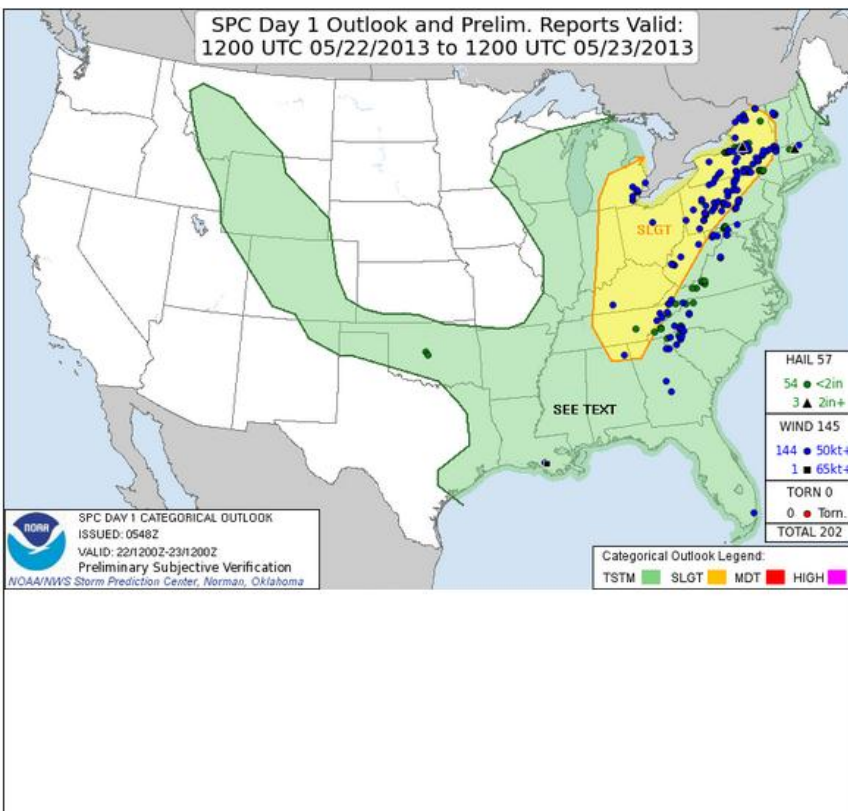 SPC Day 1 Outlook and Prelim. Reports Valid:
1200 UTC 05/22/2013 to 1200 UTC 05/23/2013
SLGT
SEE TEXT
HAIL 57
54 <2in
3 2in+
WIND 145
144 50kt+
1 65kt+
TORN 0
0 Torn.
TOTAL 202
NOAA
SPC DAY 1 CATEGORICAL OUTLOOK
ISSUED: 0548Z
VALID: 22/1200Z-23/1200Z
Preliminary Subjective Verification
NOAA/NWS Storm Prediction Center, Norman, Oklahoma
Categorical Outlook Legend:
TSTM SLGT MDT HIGH